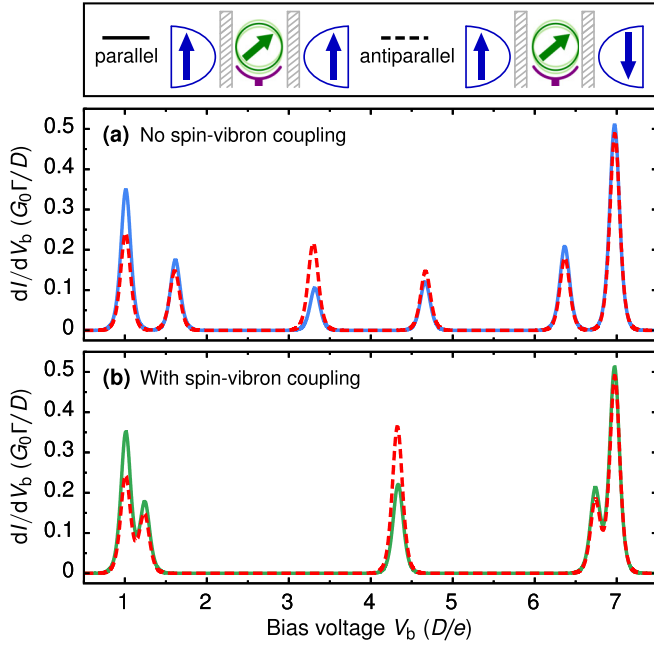 parallel
antiparallel
(a) No spin-vibron coupling
dI/dV_b (G_0Γ/D)
0.5
0.4
0.3
0.2
0.1
0
(b) With spin-vibron coupling
dI/dV_b (G_0Γ/D)
0.5
0.4
0.3
0.2
0.1
0
1 2 3 4 5 6 7
Bias voltage V_b (D/e)